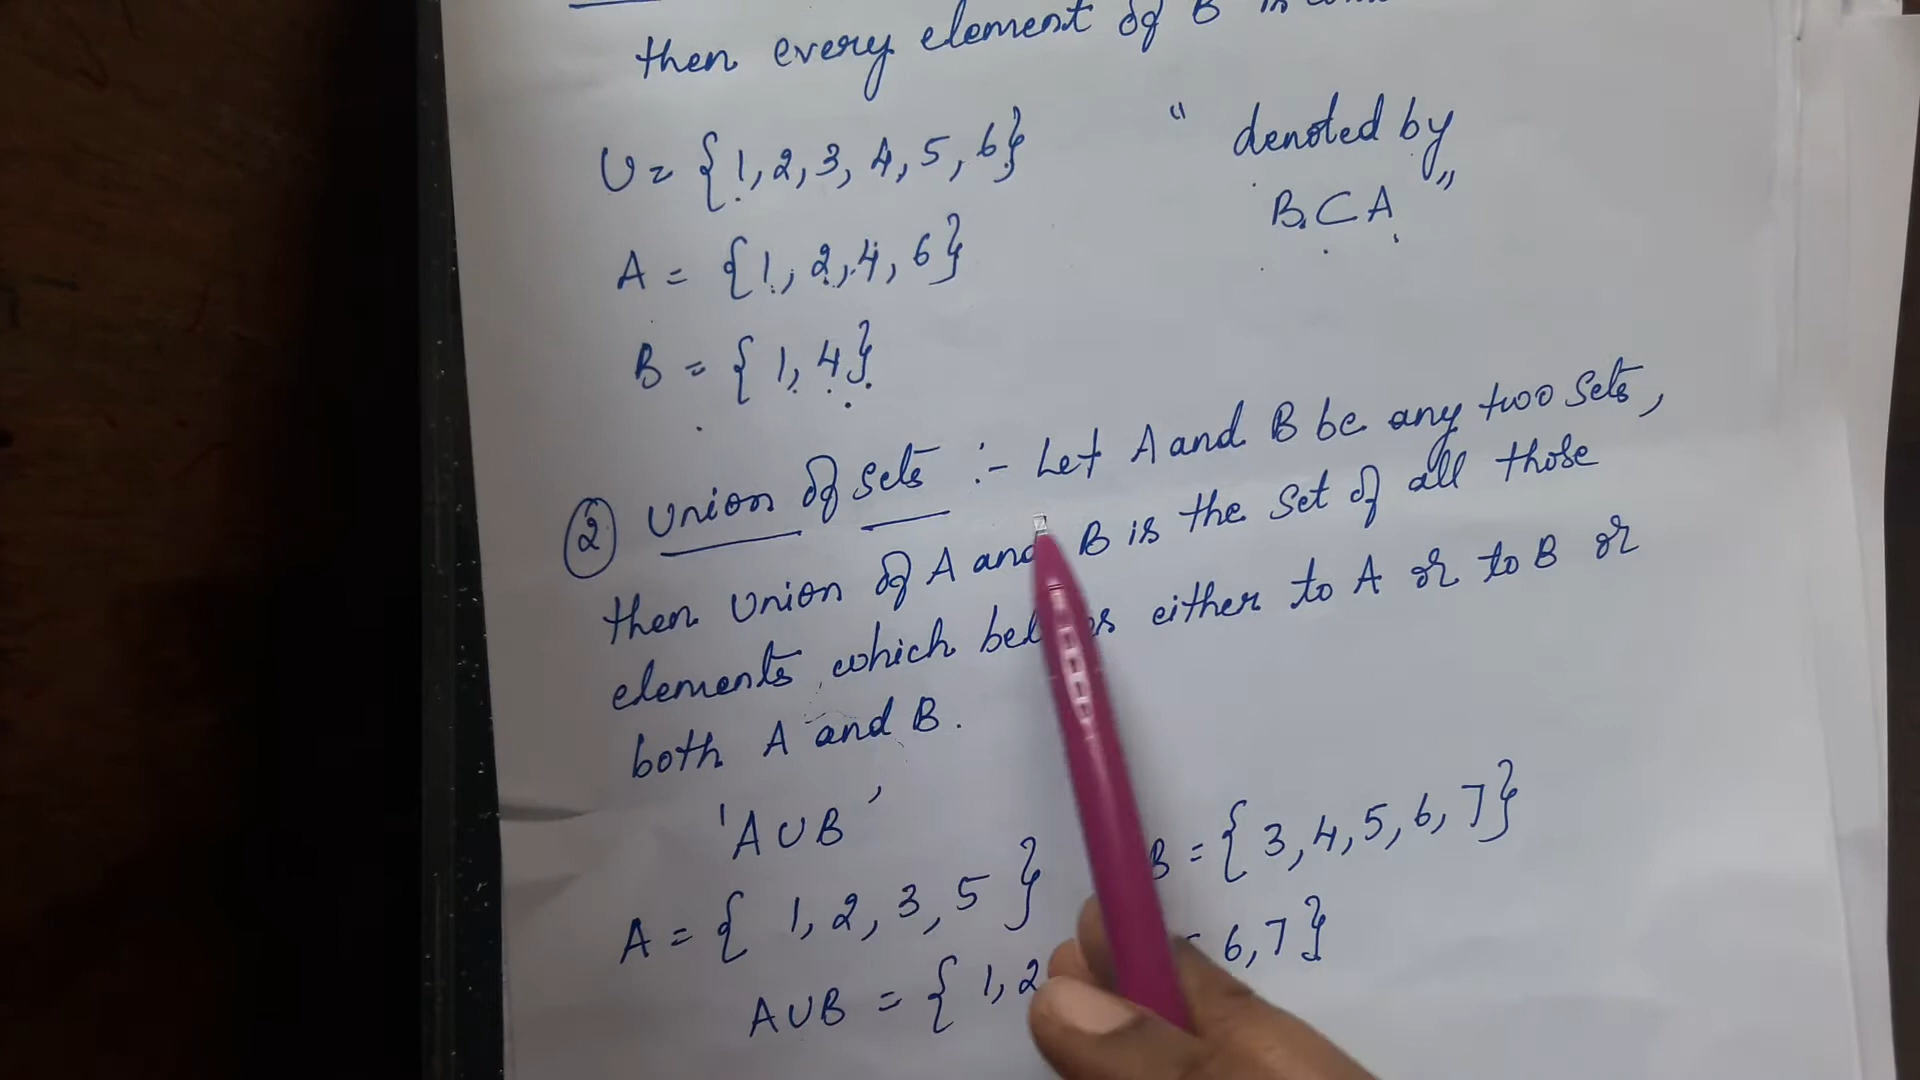 then every element of B
U = {1, 2, 3, 4, 5, 6}
" denoted by
B ⊂ A "
A = {1, 2, 4, 6}
B = {1, 4}
② Union of sets :- Let A and B be any two sets,
then union of A and B is the set of all those
elements which either to A or to B or
both A and B.
'A∪B'
A = { 1, 2, 3, 5 } B = {3, 4, 5, 6, 7}
A∪B = { 1, 2 6, 7}